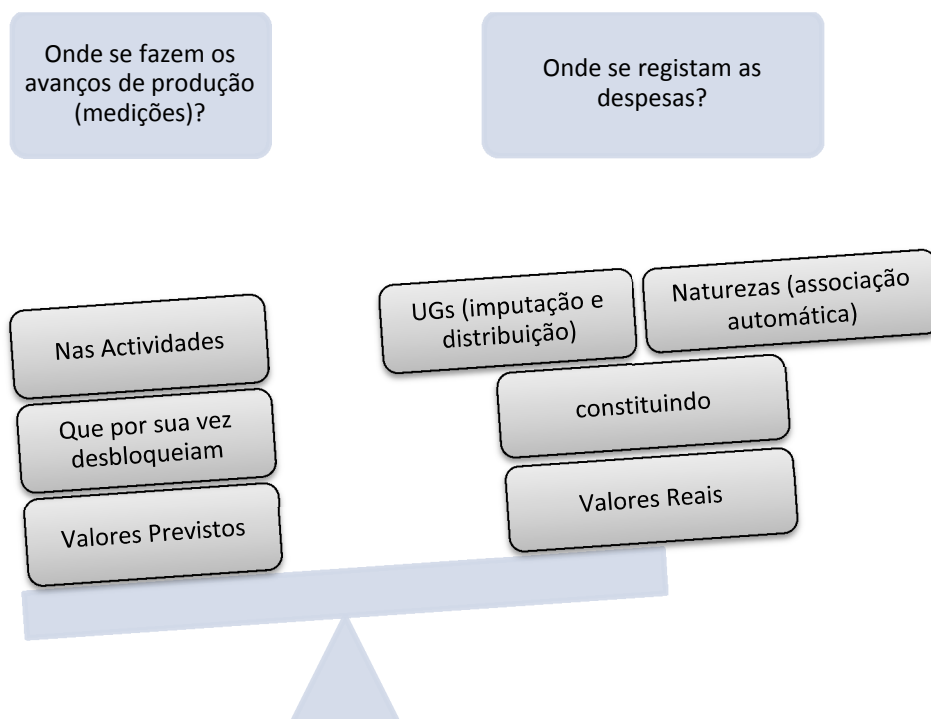 Onde se fazem os
avanços de produção
(medições)?
Onde se registam as
despesas?
Nas Actividades
Que por sua vez
desbloqueiam
Valores Previstos
UGs (imputação e
distribuição)
Naturezas (associação
automática)
constituindo
Valores Reais